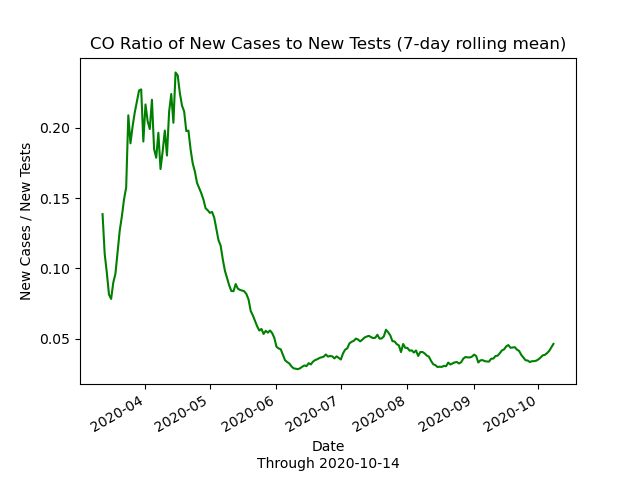 CO Ratio of New Cases to New Tests (7-day rolling mean)
New Cases / New Tests
0.20
0.15
0.10
0.05
2020-04
2020-05
2020-06
2020-07
2020-08
2020-09
2020-10
Date
Through 2020-10-14